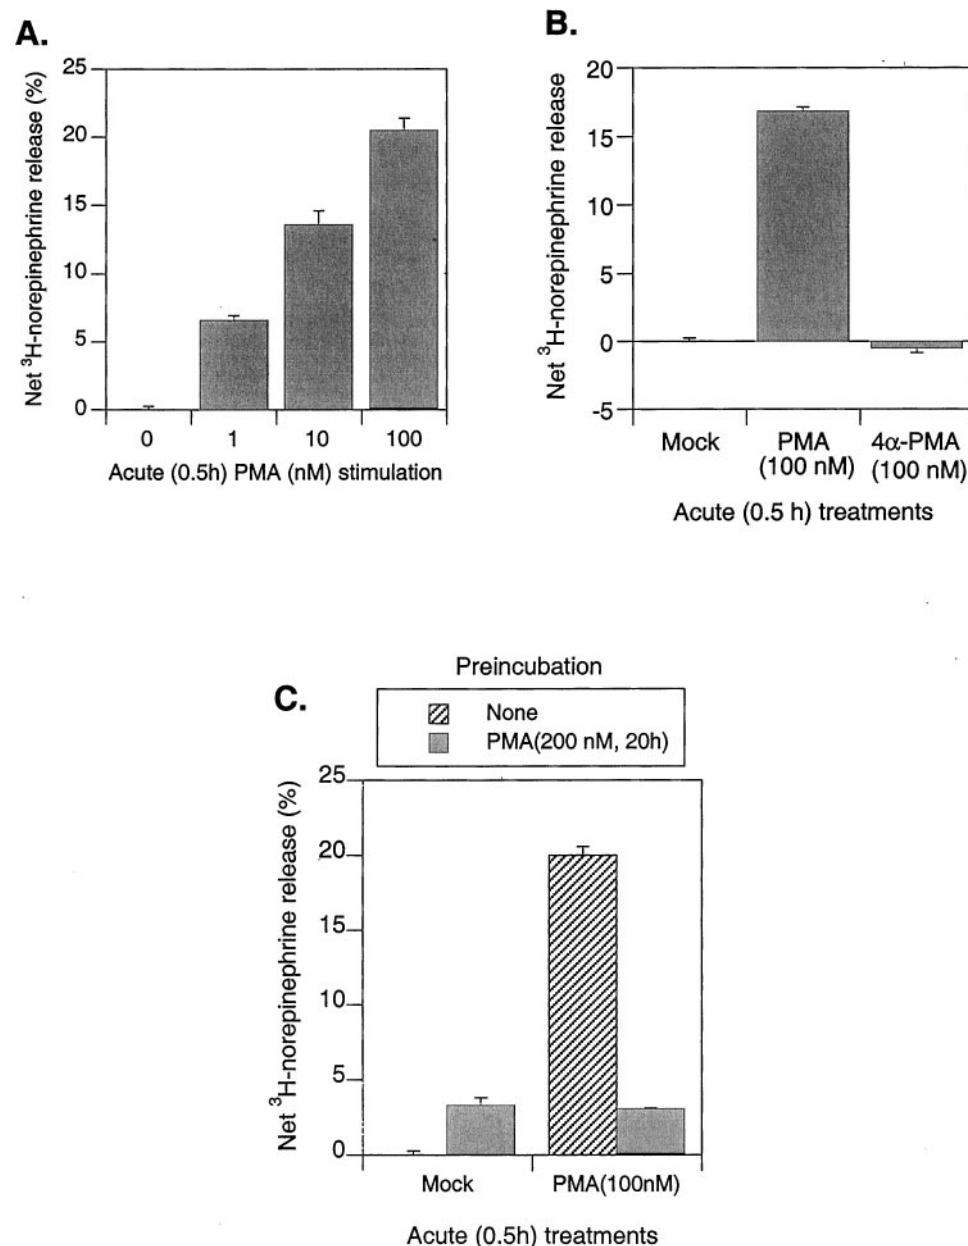 A.
Net ³H-norepinephrine release (%)
25
20
15
10
5
0
0 1 10 100
Acute (0.5h) PMA (nM) stimulation
B.
Net ³H-norepinephrine release
20
15
10
5
0
-5
Mock PMA 4α-PMA
(100 nM) (100 nM)
Acute (0.5 h) treatments
Preincubation
C.
None
PMA(200 nM, 20h)
Net ³H-norepinephrine release (%)
25
20
15
10
5
0
Mock PMA(100nM)
Acute (0.5h) treatments